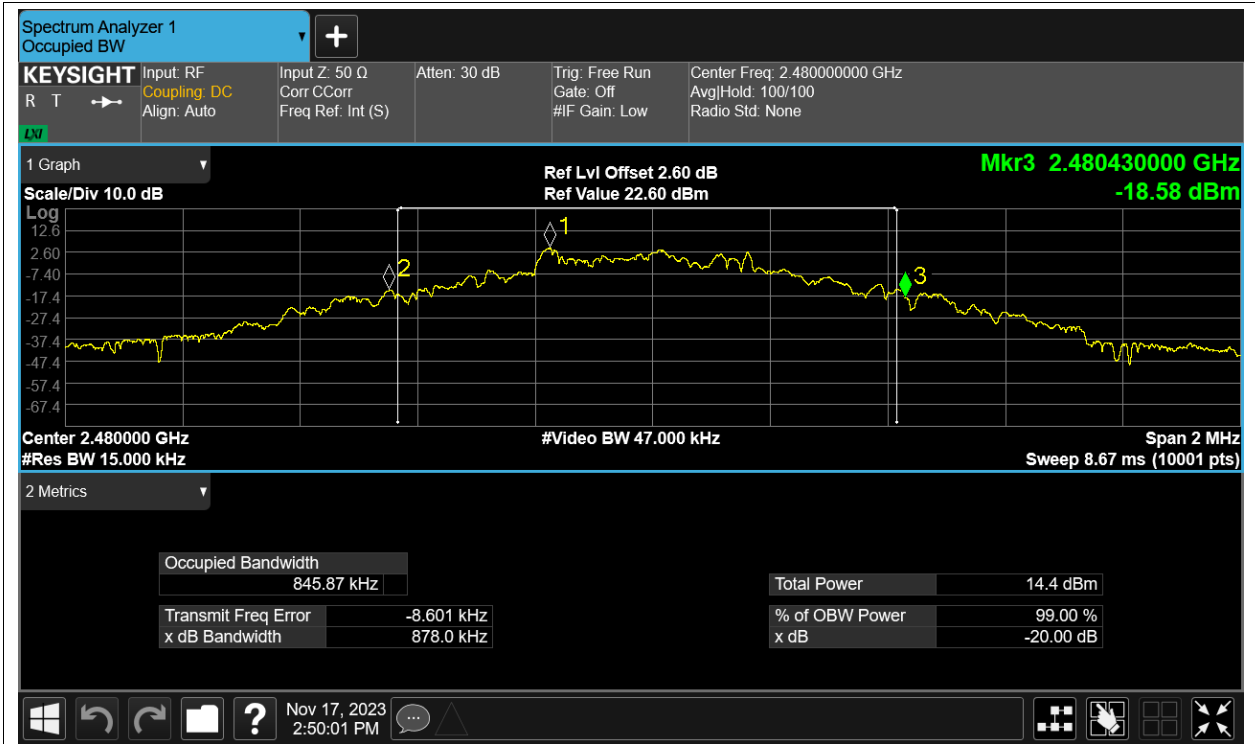 Spectrum Analyzer 1
Occupied BW
KEYSIGHT
R T
LXI
Input: RF
Coupling: DC
Align: Auto
Input Z: 50 Ω
Corr CCorr
Freq Ref: Int (S)
Atten: 30 dB
Trig: Free Run
Gate: Off
#IF Gain: Low
Center Freq: 2.480000000 GHz
Avg|Hold: 100/100
Radio Std: None
1 Graph
Scale/Div 10.0 dB
Ref Lvl Offset 2.60 dB
Ref Value 22.60 dBm
Mkr3 2.480430000 GHz
-18.58 dBm
Log
12.6
2.60
-7.40
-17.4
-27.4
-37.4
-47.4
-57.4
-67.4
1
2
3
Center 2.480000 GHz
#Res BW 15.000 kHz
#Video BW 47.000 kHz
Span 2 MHz
Sweep 8.67 ms (10001 pts)
2 Metrics
Occupied Bandwidth
845.87 kHz
Transmit Freq Error -8.601 kHz
x dB Bandwidth 878.0 kHz
Total Power 14.4 dBm
% of OBW Power 99.00 %
x dB -20.00 dB
?
Nov 17, 2023
2:50:01 PM